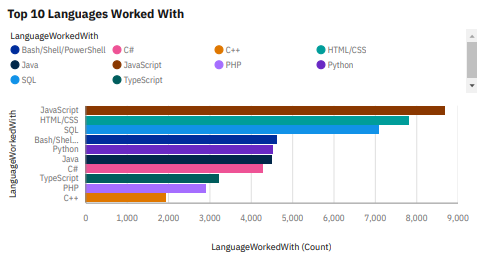 Top 10 Languages Worked With
LanguageWorkedWith
Bash/Shell/PowerShell C# C++ HTML/CSS
Java JavaScript PHP Python
SQL TypeScript
LanguageWorkedWith
JavaScript
HTML/CSS
SQL
Bash/Shel...
Python
Java
C#
TypeScript
PHP
C++
0 1,000 2,000 3,000 4,000 5,000 6,000 7,000 8,000 9,000
LanguageWorkedWith (Count)